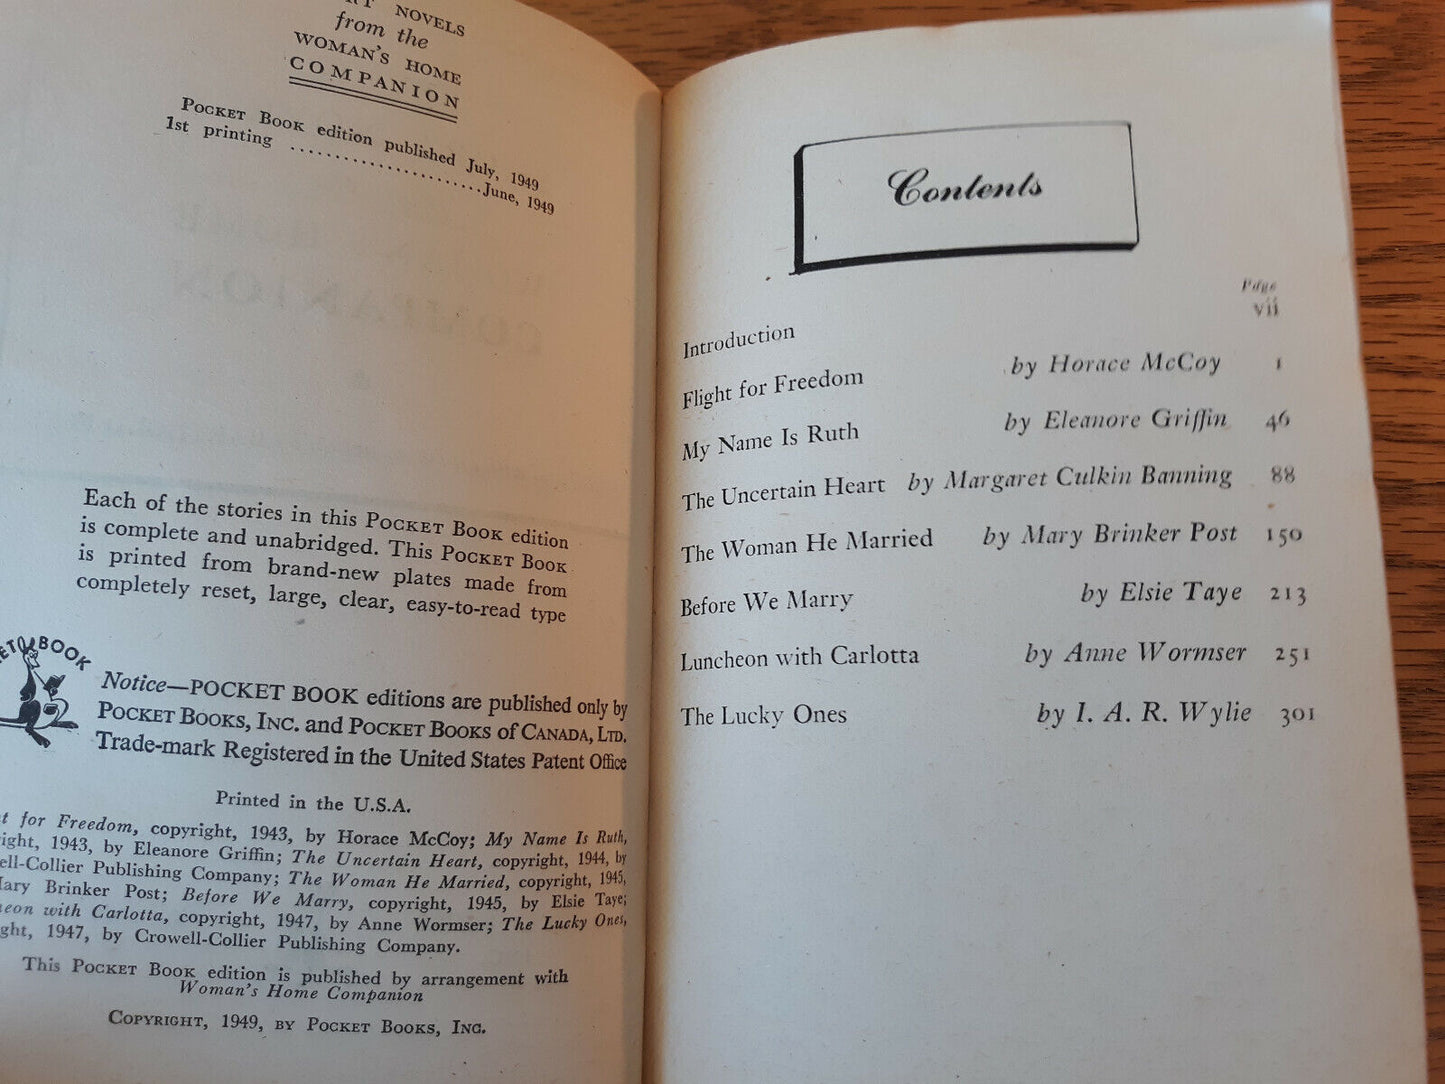 NOVELS
from the
WOMAN'S HOME
COMPANION
POCKET BOOK edition published July, 1949
1st printing ........................June, 1949
Each of the stories in this POCKET BOOK edition
is complete and unabridged. This POCKET BOOK
is printed from brand-new plates made from
completely reset, large, clear, easy-to-read type
BOOK
Notice—POCKET BOOK editions are published only by
POCKET BOOKS, INC. and POCKET BOOKS of CANADA, LTD.
Trade-mark Registered in the United States Patent Office
Printed in the U.S.A.
for Freedom, copyright, 1943, by Horace McCoy; My Name Is Ruth,
1943, by Eleanore Griffin; The Uncertain Heart, copyright, 1944, by
Publishing Company; The Woman He Married, copyright, 1945,
Mary Brinker Post; Before We Marry, copyright, 1945, by Elsie Taye;
with Carlotta, copyright, 1947, by Anne Wormser; The Lucky Ones,
1947, by Crowell-Collier Publishing Company.
This POCKET BOOK edition is published by arrangement with
Woman's Home Companion
COPYRIGHT, 1949, BY POCKET BOOKS, INC.
Contents
Page
Introduction vii
Flight for Freedom by Horace McCoy 1
My Name Is Ruth by Eleanore Griffin 46
The Uncertain Heart by Margaret Culkin Banning 88
The Woman He Married by Mary Brinker Post 150
Before We Marry by Elsie Taye 213
Luncheon with Carlotta by Anne Wormser 251
The Lucky Ones by I. A. R. Wylie 301